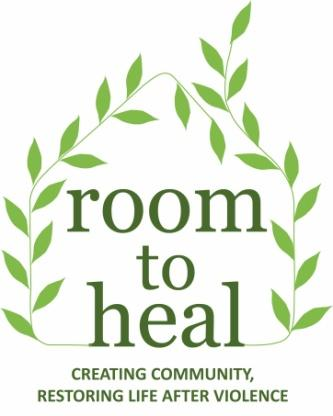 room
to
heal
CREATING COMMUNITY,
RESTORING LIFE AFTER VIOLENCE